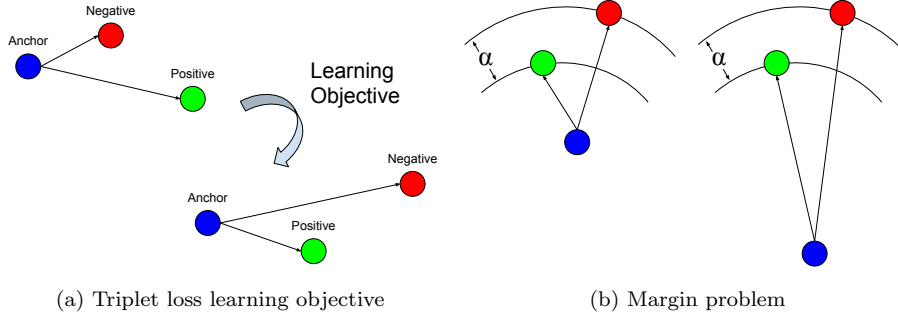 Negative
Anchor
Positive
Learning
Objective
Negative
Anchor
Positive
(a) Triplet loss learning objective
α
α
(b) Margin problem